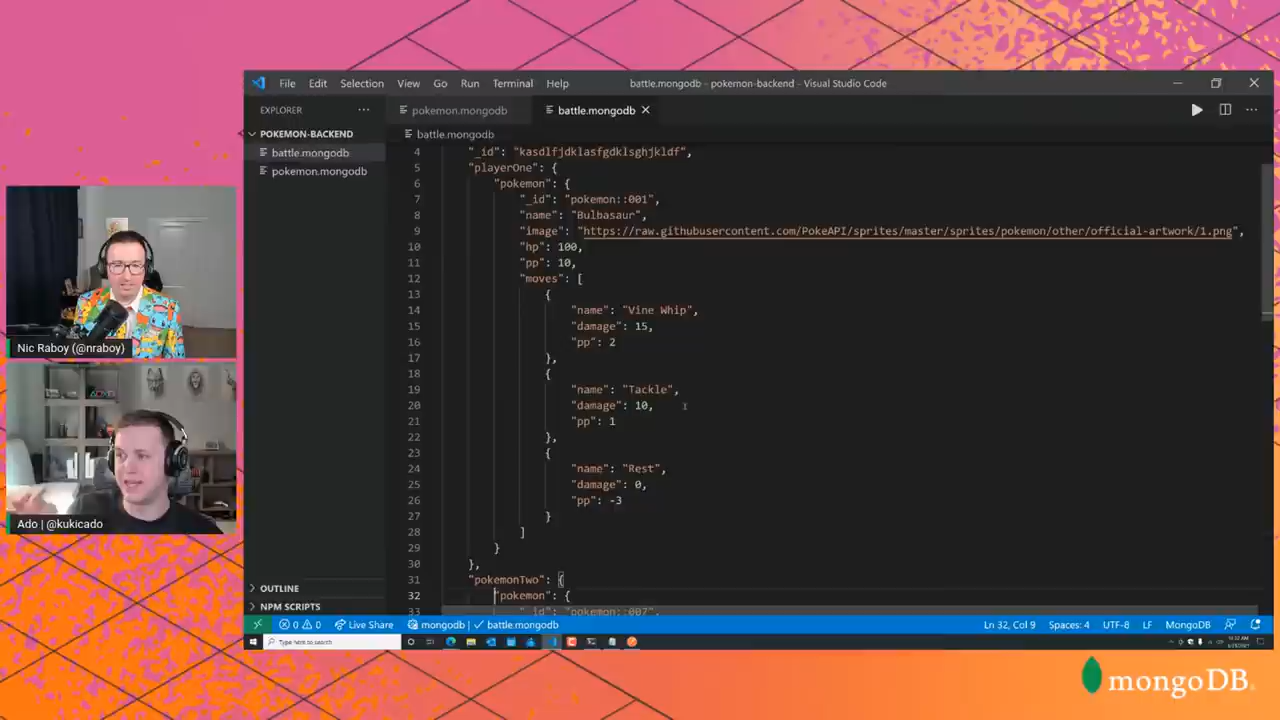 File Edit Selection View Go Run Terminal Help
battle.mongodb - pokemon-backend - Visual Studio Code
EXPLORER ...
pokemon.mongodb
battle.mongodb
POKEMON-BACKEND
battle.mongodb
battle.mongodb
pokemon.mongodb
4 "_id": "kasdlfjdklasfgdklsghjkldf",
5 "playerOne": {
6 "pokemon": {
7 "_id": "pokemon::001",
8 "name": "Bulbasaur",
9 "image": "https://raw.githubusercontent.com/PokeAPI/sprites/master/sprites/pokemon/other/official-artwork/1.png",
10 "hp": 100,
11 "pp": 10,
12 "moves": [
13 {
14 "name": "Vine Whip",
15 "damage": 15,
16 "pp": 2
17 },
18 {
19 "name": "Tackle",
20 "damage": 10,
21 "pp": 1
22 },
23 {
24 "name": "Rest",
25 "damage": 0,
26 "pp": -3
27 }
28 ]
29 }
30 },
31 "pokemonTwo": {
32 "pokemon": {
33 "_id": "pokemon::007",
OUTLINE
NPM SCRIPTS
0 0 Live Share mongodb | battle.mongodb
Ln 32, Col 9 Spaces: 4 UTF-8 LF MongoDB
Type here to search
Nic Raboy (@nraboy)
Ado | @kukicado
mongoDB